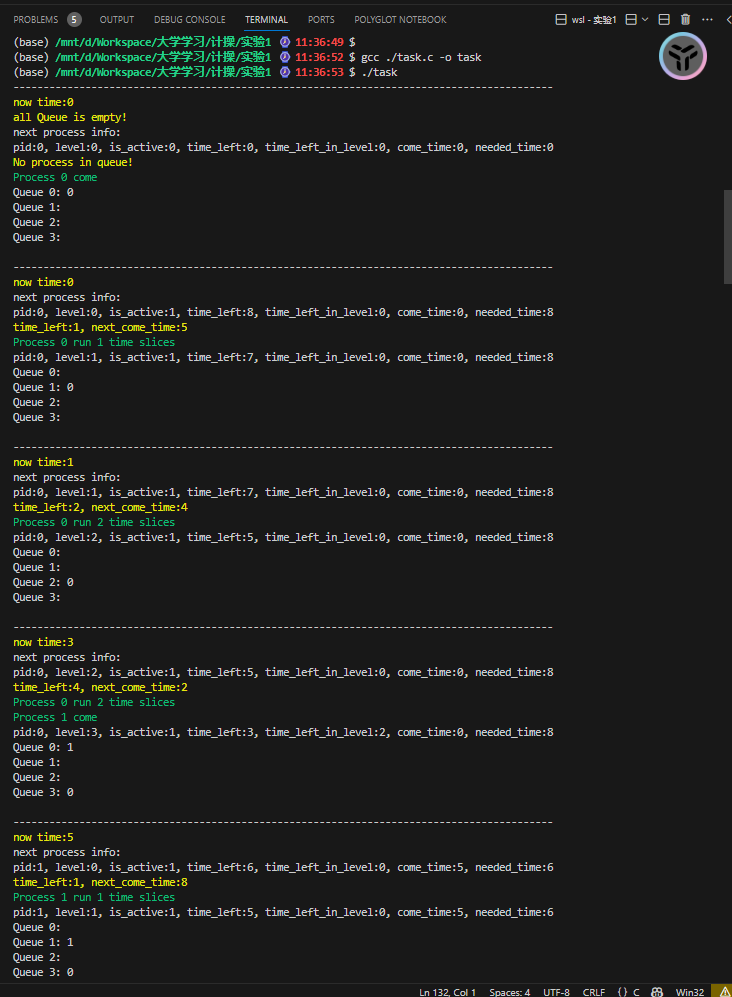 PROBLEMS 5 OUTPUT DEBUG CONSOLE TERMINAL PORTS POLYGLOT NOTEBOOK wsl - 实验1
(base) /mnt/d/Workspace/大学学习/计操/实验1 11:36:49 $
(base) /mnt/d/Workspace/大学学习/计操/实验1 11:36:52 $ gcc ./task.c -o task
(base) /mnt/d/Workspace/大学学习/计操/实验1 11:36:53 $ ./task
------------------------------------------------------------------------------------------
now time:0
all Queue is empty!
next process info:
pid:0, level:0, is_active:0, time_left:0, time_left_in_level:0, come_time:0, needed_time:0
No process in queue!
Process 0 come
Queue 0: 0
Queue 1:
Queue 2:
Queue 3:
------------------------------------------------------------------------------------------
now time:0
next process info:
pid:0, level:0, is_active:1, time_left:8, time_left_in_level:0, come_time:0, needed_time:8
time_left:1, next_come_time:5
Process 0 run 1 time slices
pid:0, level:1, is_active:1, time_left:7, time_left_in_level:0, come_time:0, needed_time:8
Queue 0:
Queue 1: 0
Queue 2:
Queue 3:
------------------------------------------------------------------------------------------
now time:1
next process info:
pid:0, level:1, is_active:1, time_left:7, time_left_in_level:0, come_time:0, needed_time:8
time_left:2, next_come_time:4
Process 0 run 2 time slices
pid:0, level:2, is_active:1, time_left:5, time_left_in_level:0, come_time:0, needed_time:8
Queue 0:
Queue 1:
Queue 2: 0
Queue 3:
------------------------------------------------------------------------------------------
now time:3
next process info:
pid:0, level:2, is_active:1, time_left:5, time_left_in_level:0, come_time:0, needed_time:8
time_left:4, next_come_time:2
Process 0 run 2 time slices
Process 1 come
pid:0, level:3, is_active:1, time_left:3, time_left_in_level:2, come_time:0, needed_time:8
Queue 0: 1
Queue 1:
Queue 2:
Queue 3: 0
------------------------------------------------------------------------------------------
now time:5
next process info:
pid:1, level:0, is_active:1, time_left:6, time_left_in_level:0, come_time:5, needed_time:6
time_left:1, next_come_time:8
Process 1 run 1 time slices
pid:1, level:1, is_active:1, time_left:5, time_left_in_level:0, come_time:5, needed_time:6
Queue 0:
Queue 1: 1
Queue 2:
Queue 3: 0
Ln 132, Col 1 Spaces: 4 UTF-8 CRLF {} C Win32